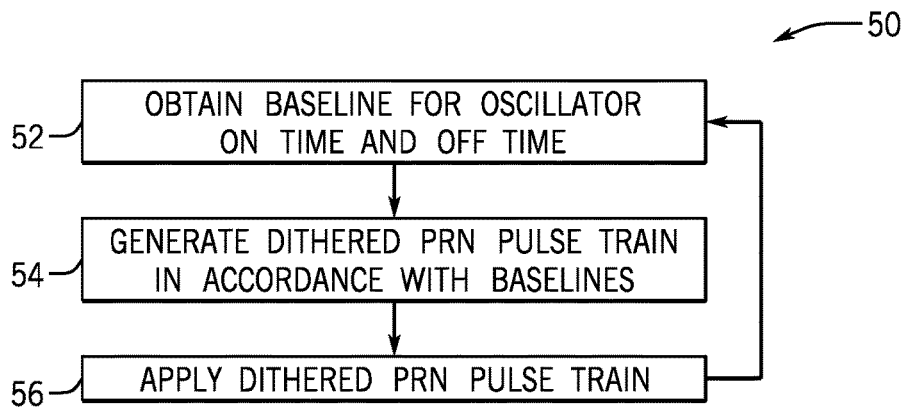 50
52
OBTAIN BASELINE FOR OSCILLATOR
ON TIME AND OFF TIME
54
GENERATE DITHERED PRN PULSE TRAIN
IN ACCORDANCE WITH BASELINES
56
APPLY DITHERED PRN PULSE TRAIN